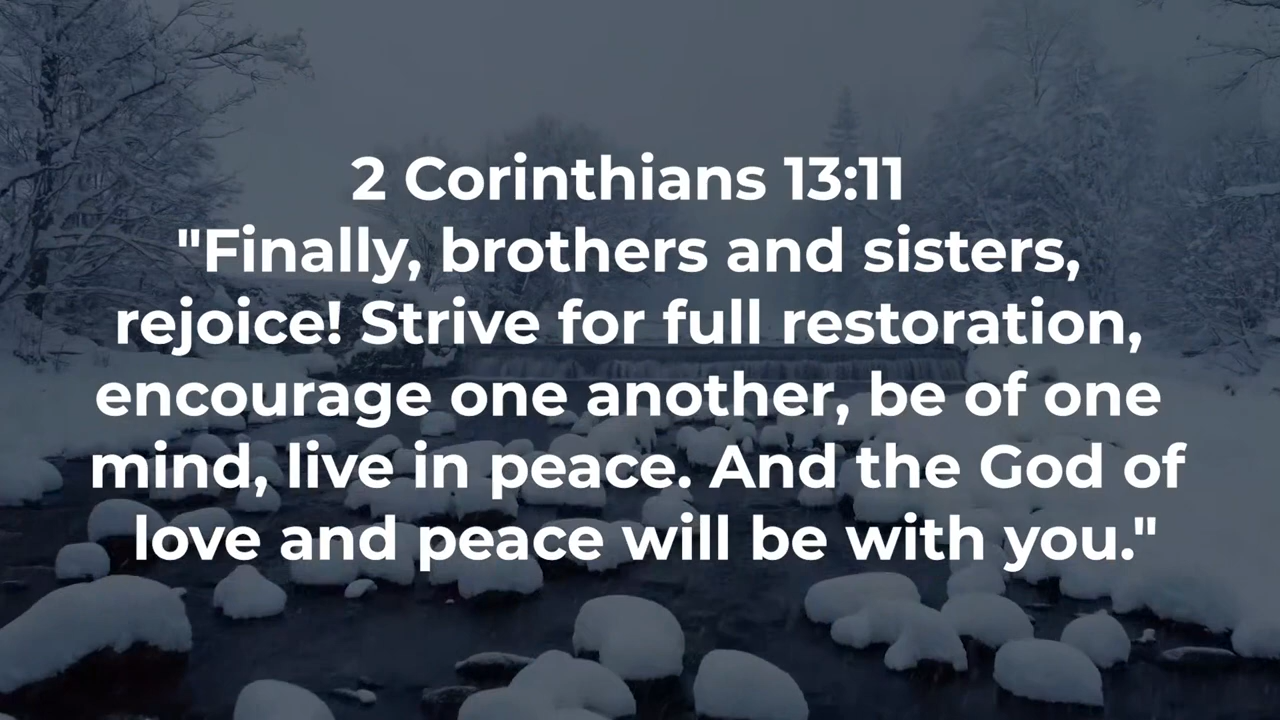 2 Corinthians 13:11
"Finally, brothers and sisters,
rejoice! Strive for full restoration,
encourage one another, be of one
mind, live in peace. And the God of
love and peace will be with you."